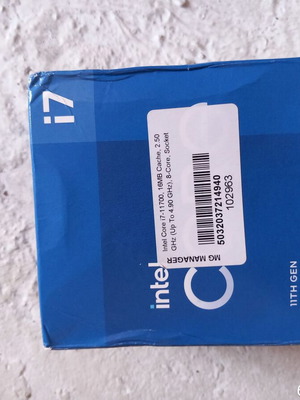 i7
Intel Core i7-11700, 16MB Cache, 2.50
GHz (Up To 4.90 GHz), 8-Core, Socket
5032037214940
102963
MG MANAGER
intel
11TH GEN